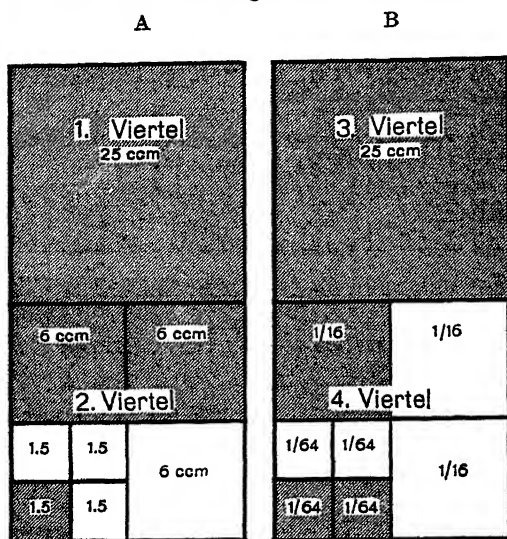 A B
1. Viertel
25 ccm
3. Viertel
25 ccm
6 ccm 6 ccm
1/16 1/16
2. Viertel
4. Viertel
1.5 1.5
6 ccm
1.5 1.5
1/64 1/64
1/16
1/64 1/64